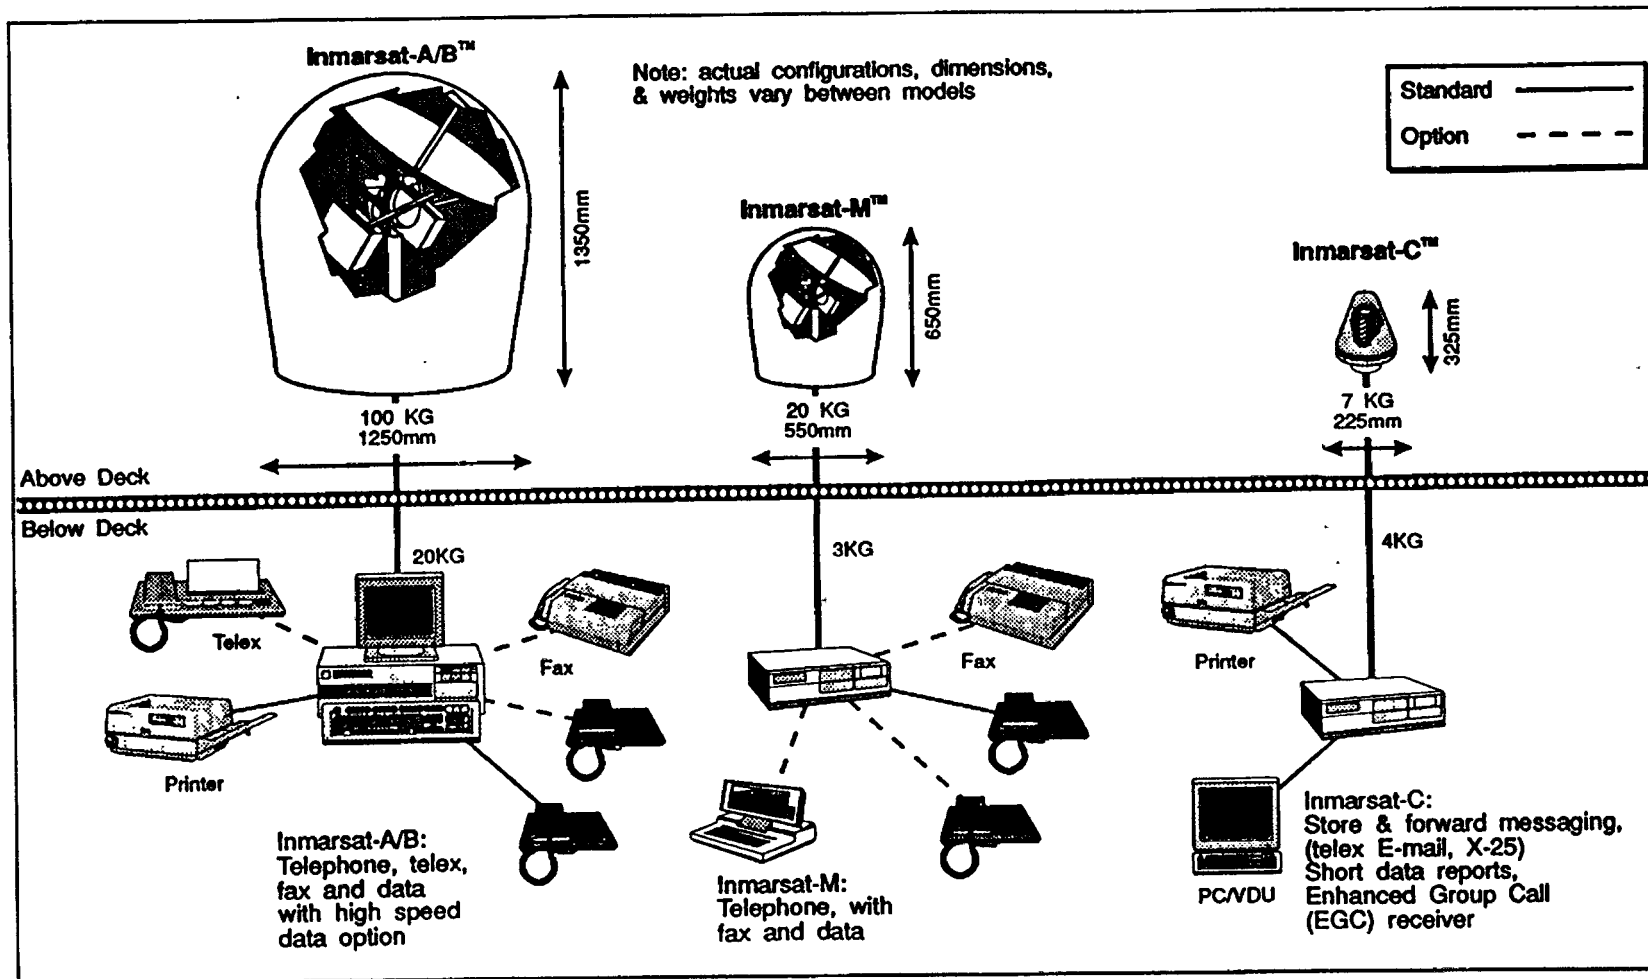 Inmarsat-A/B™
Note: actual configurations, dimensions,
& weights vary between models
Standard
Option
Inmarsat-M™
Inmarsat-C™
1350mm
650mm
325mm
100 KG
1250mm
20 KG
550mm
7 KG
225mm
Above Deck
Below Deck
20KG
3KG
4KG
Telex
Fax
Printer
Fax
Printer
Inmarsat-A/B:
Telephone, telex,
fax and data
with high speed
data option
Inmarsat-M:
Telephone, with
fax and data
PC/VDU
Inmarsat-C:
Store & forward messaging,
(telex E-mail, X-25)
Short data reports,
Enhanced Group Call
(EGC) receiver